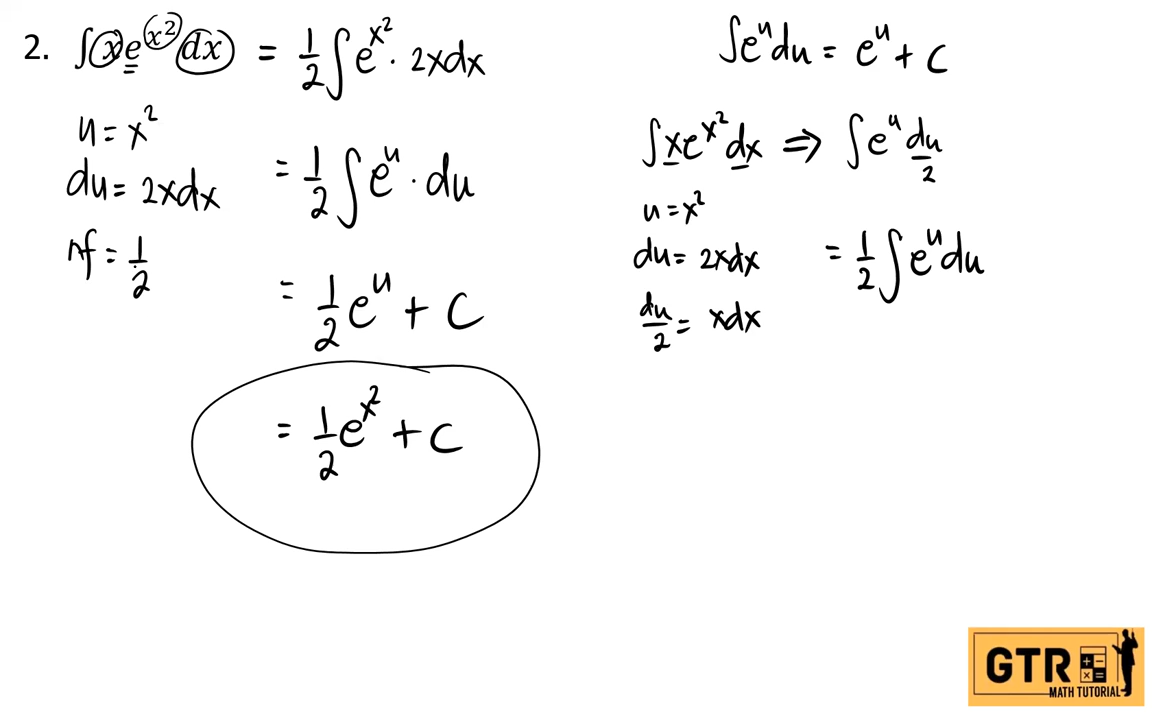 2. ∫xe^{x²}dx = 1/2 ∫e^{x²} · 2xdx
u = x²
du = 2xdx
nf = 1/2
= 1/2 ∫e^u · du
= 1/2 e^u + C
= 1/2 e^{x²} + C
∫e^u du = e^u + C
∫xe^{x²}dx ⇒ ∫e^u du/2
u = x²
du = 2xdx
du/2 = xdx
= 1/2 ∫e^u du
GTR
MATH TUTORIAL